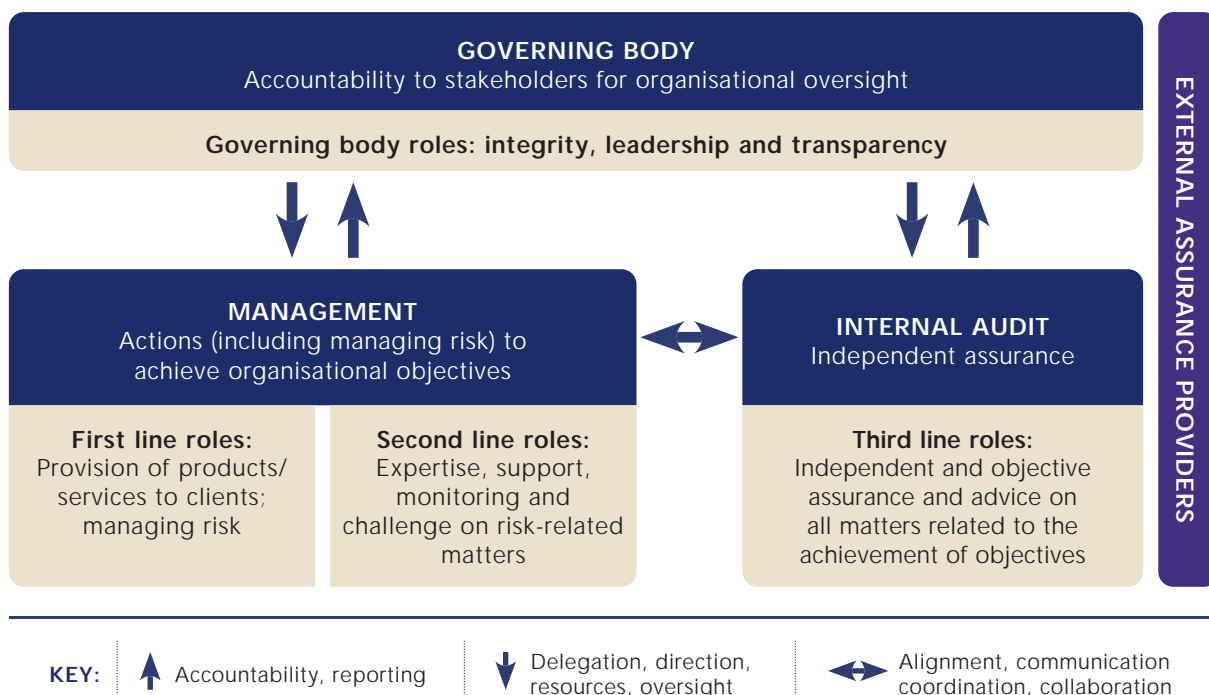 GOVERNING BODY
Accountability to stakeholders for organisational oversight
Governing body roles: integrity, leadership and transparency
MANAGEMENT
Actions (including managing risk) to
achieve organisational objectives
First line roles:
Provision of products/
services to clients;
managing risk
Second line roles:
Expertise, support,
monitoring and
challenge on risk-related
matters
INTERNAL AUDIT
Independent assurance
Third line roles:
Independent and objective
assurance and advice on
all matters related to the
achievement of objectives
EXTERNAL ASSURANCE PROVIDERS
KEY:
Accountability, reporting
Delegation, direction,
resources, oversight
Alignment, communication
coordination, collaboration